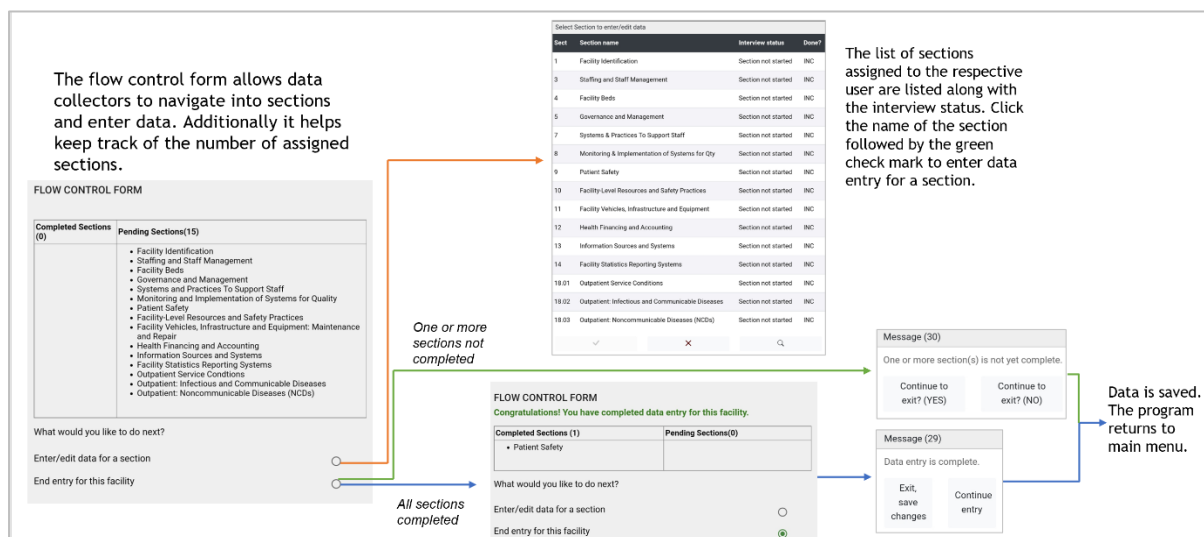 The flow control form allows data
collectors to navigate into sections
and enter data. Additionally it helps
keep track of the number of assigned
sections.
FLOW CONTROL FORM
Completed Sections (0)
Pending Sections(15)
• Facility Identification
• Staffing and Staff Management
• Facility Beds
• Governance and Management
• Systems and Practices To Support Staff
• Monitoring and Implementation of Systems for Quality
• Patient Safety
• Facility-Level Resources and Safety Practices
• Facility Vehicles, Infrastructure and Equipment: Maintenance
and Repair
• Health Financing and Accounting
• Information Sources and Systems
• Facility Statistics Reporting Systems
• Outpatient Service Condtions
• Outpatient: Infectious and Communicable Diseases
• Outpatient: Noncommunicable Diseases (NCDs)
What would you like to do next?
Enter/edit data for a section
End entry for this facility
Select Section to enter/edit data
Sect Section name Interview status Done?
1 Facility Identification Section not started INC
3 Staffing and Staff Management Section not started INC
4 Facility Beds Section not started INC
5 Governance and Management Section not started INC
7 Systems & Practices To Support Staff Section not started INC
8 Monitoring & Implementation of Systems for Qty Section not started INC
9 Patient Safety Section not started INC
10 Facility-Level Resources and Safety Practices Section not started INC
11 Facility Vehicles, Infrastructure and Equipment Section not started INC
12 Health Financing and Accounting Section not started INC
13 Information Sources and Systems Section not started INC
14 Facility Statistics Reporting Systems Section not started INC
18.01 Outpatient Service Conditions Section not started INC
18.02 Outpatient: Infectious and Communicable Diseases Section not started INC
18.03 Outpatient: Noncommunicable Diseases (NCDs) Section not started INC
The list of sections
assigned to the respective
user are listed along with
the interview status. Click
the name of the section
followed by the green
check mark to enter data
entry for a section.
One or more
sections not
completed
All sections
completed
FLOW CONTROL FORM
Congratulations! You have completed data entry for this facility.
Completed Sections (1) Pending Sections(0)
• Patient Safety
What would you like to do next?
Enter/edit data for a section
End entry for this facility
Message (30)
One or more section(s) is not yet complete.
Continue to
exit? (YES)
Continue to
exit? (NO)
Message (29)
Data entry is complete.
Exit,
save
changes
Continue
entry
Data is saved.
The program
returns to
main menu.